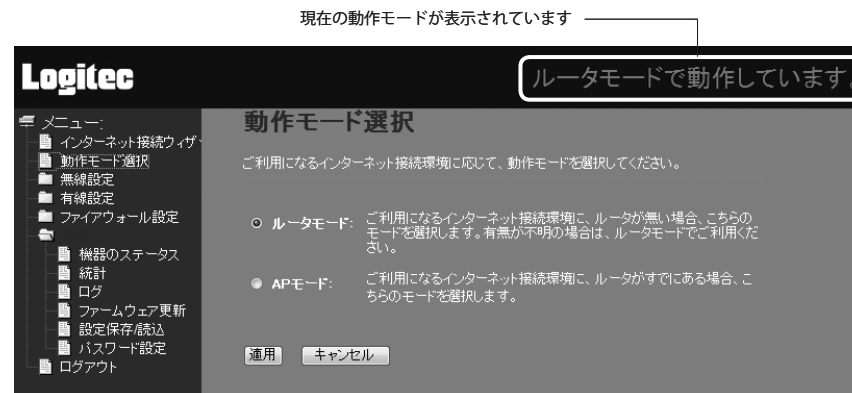 現在の動作モードが表示されています
Logitec
ルータモードで動作しています。
メニュー:
インターネット接続ウィザ
動作モード選択
無線設定
有線設定
ファイアウォール設定
機器のステータス
統計
ログ
ファームウェア更新
設定保存/読込
パスワード設定
ログアウト
動作モード選択
ご利用になるインターネット接続環境に応じて、動作モードを選択してください。
ルータモード: ご利用になるインターネット接続環境に、ルータが無い場合、こちらの
モードを選択します。有無が不明の場合は、ルータモードでご利用くだ
さい。
APモード: ご利用になるインターネット接続環境に、ルータがすでにある場合、こ
ちらのモードを選択します。
適用 キャンセル